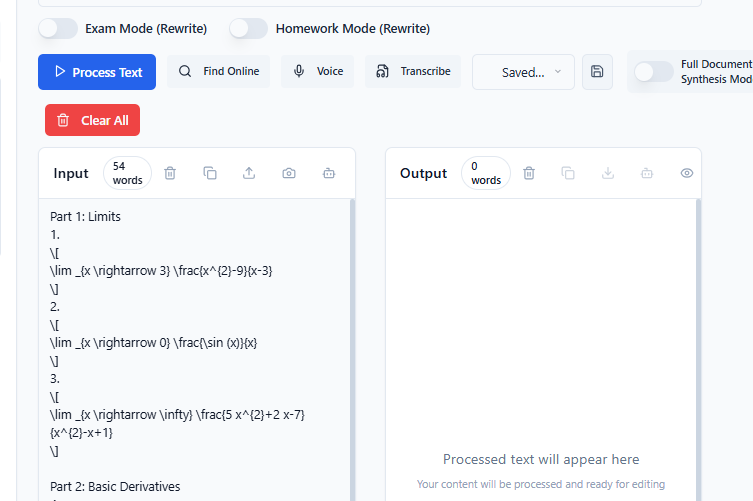 Exam Mode (Rewrite)
Homework Mode (Rewrite)
Process Text
Find Online
Voice
Transcribe
Saved...
Full Document
Synthesis Mod
Clear All
Input
54
words
Output
0
words
Part 1: Limits
1.
\[
\lim _{x \rightarrow 3} \frac{x^{2}-9}{x-3}
\]
2.
\[
\lim _{x \rightarrow 0} \frac{\sin (x)}{x}
\]
3.
\[
\lim _{x \rightarrow \infty} \frac{5 x^{2}+2 x-7}
{x^{2}-x+1}
\]
Part 2: Basic Derivatives
Processed text will appear here
Your content will be processed and ready for editing